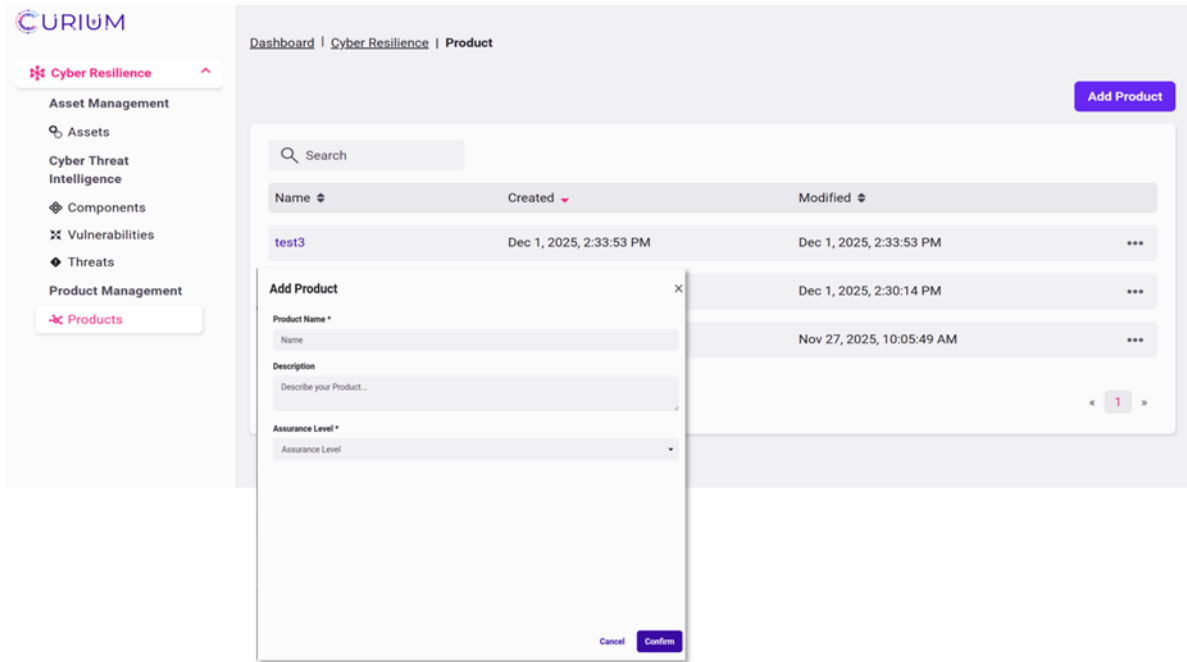 CURIUM
Dashboard | Cyber Resilience | Product
Cyber Resilience
Asset Management
Assets
Cyber Threat
Intelligence
Components
Vulnerabilities
Threats
Product Management
Products
Add Product
Search
Name Created Modified
test3 Dec 1, 2025, 2:33:53 PM Dec 1, 2025, 2:33:53 PM •••
Dec 1, 2025, 2:30:14 PM •••
Nov 27, 2025, 10:05:49 AM •••
« 1 »
Add Product ×
Product Name *
Name
Description
Describe your Product...
Assurance Level *
Assurance Level
Cancel Confirm